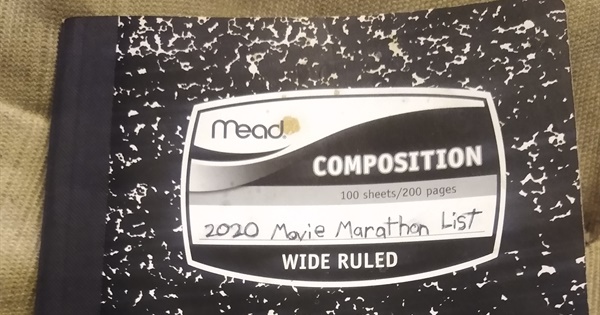 Mead
COMPOSITION
100 sheets/200 pages
2020 Movie Marathon List
WIDE RULED